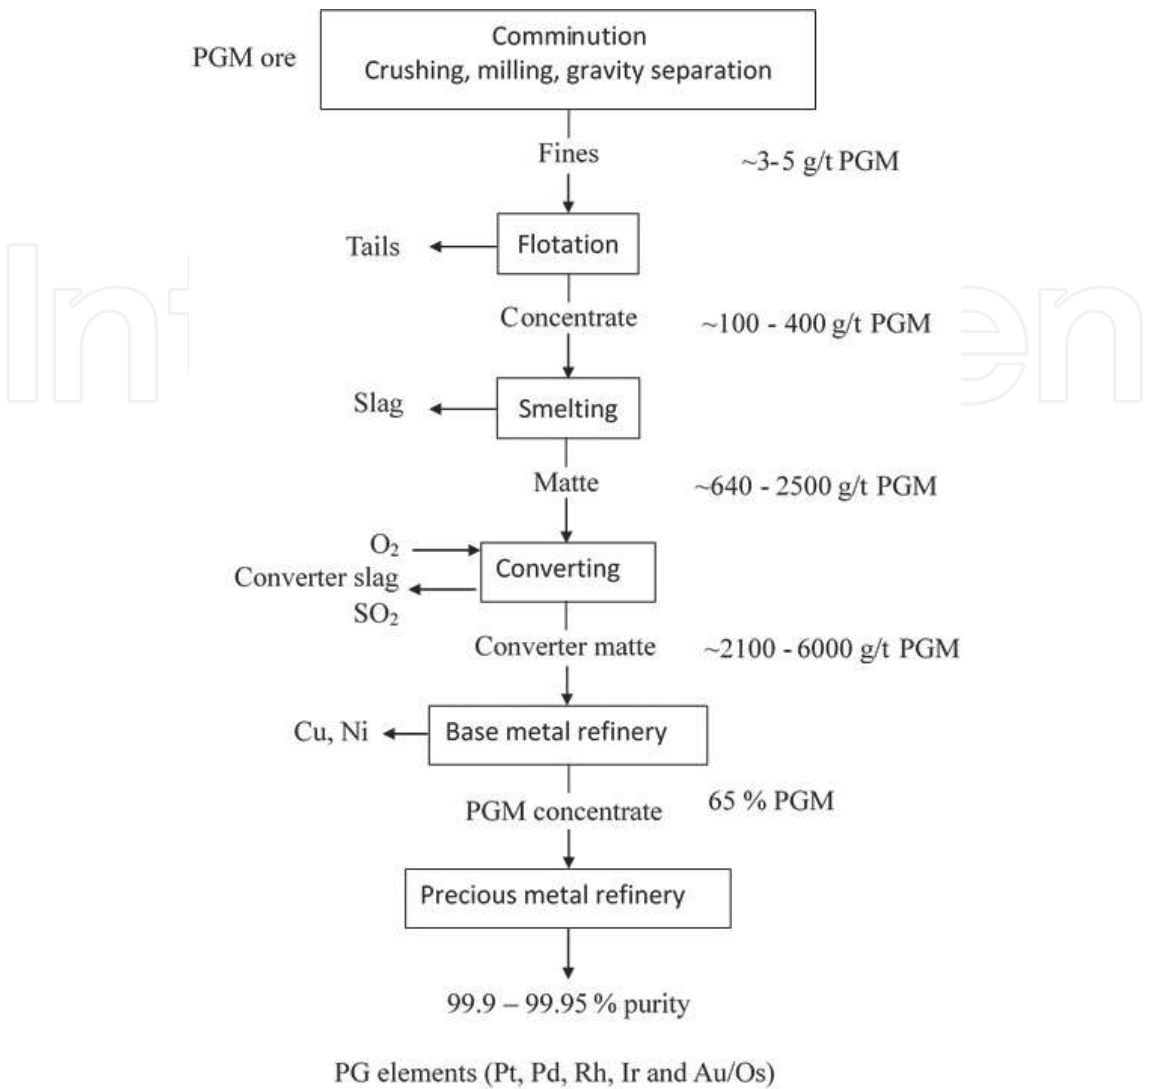 PGM ore
Comminution
Crushing, milling, gravity separation
Fines
~3-5 g/t PGM
Tails
Flotation
Concentrate
~100 - 400 g/t PGM
Slag
Smelting
Matte
~640 - 2500 g/t PGM
O₂
Converting
Converter slag
SO₂
Converter matte
~2100 - 6000 g/t PGM
Cu, Ni
Base metal refinery
PGM concentrate
65 % PGM
Precious metal refinery
99.9 – 99.95 % purity
PG elements (Pt, Pd, Rh, Ir and Au/Os)